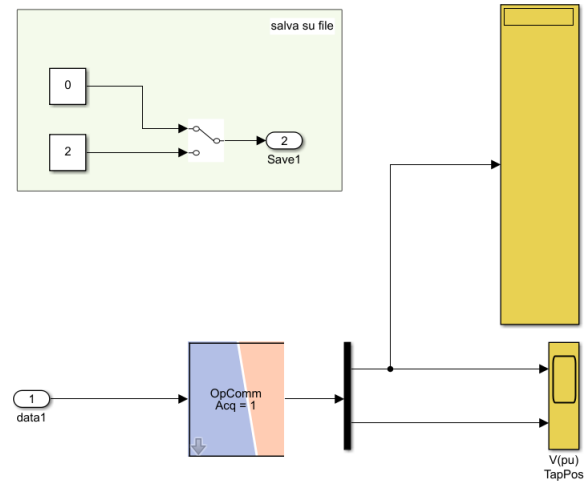 salva su file
0
2
2
Save1
1
data1
OpComm
Acq = 1
V(pu)
TapPos